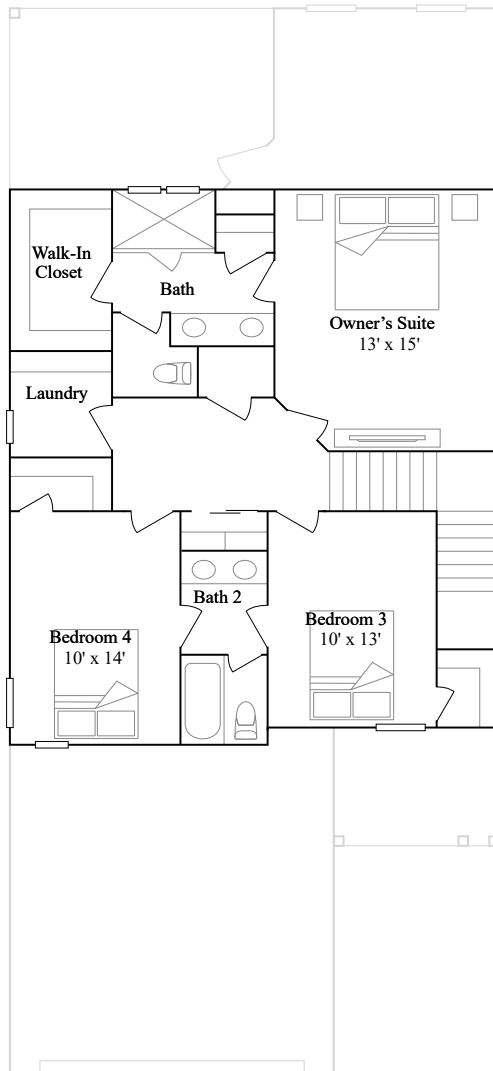 Walk-In
Closet
Bath
Owner's Suite
13' x 15'
Laundry
Bath 2
Bedroom 3
10' x 13'
Bedroom 4
10' x 14'